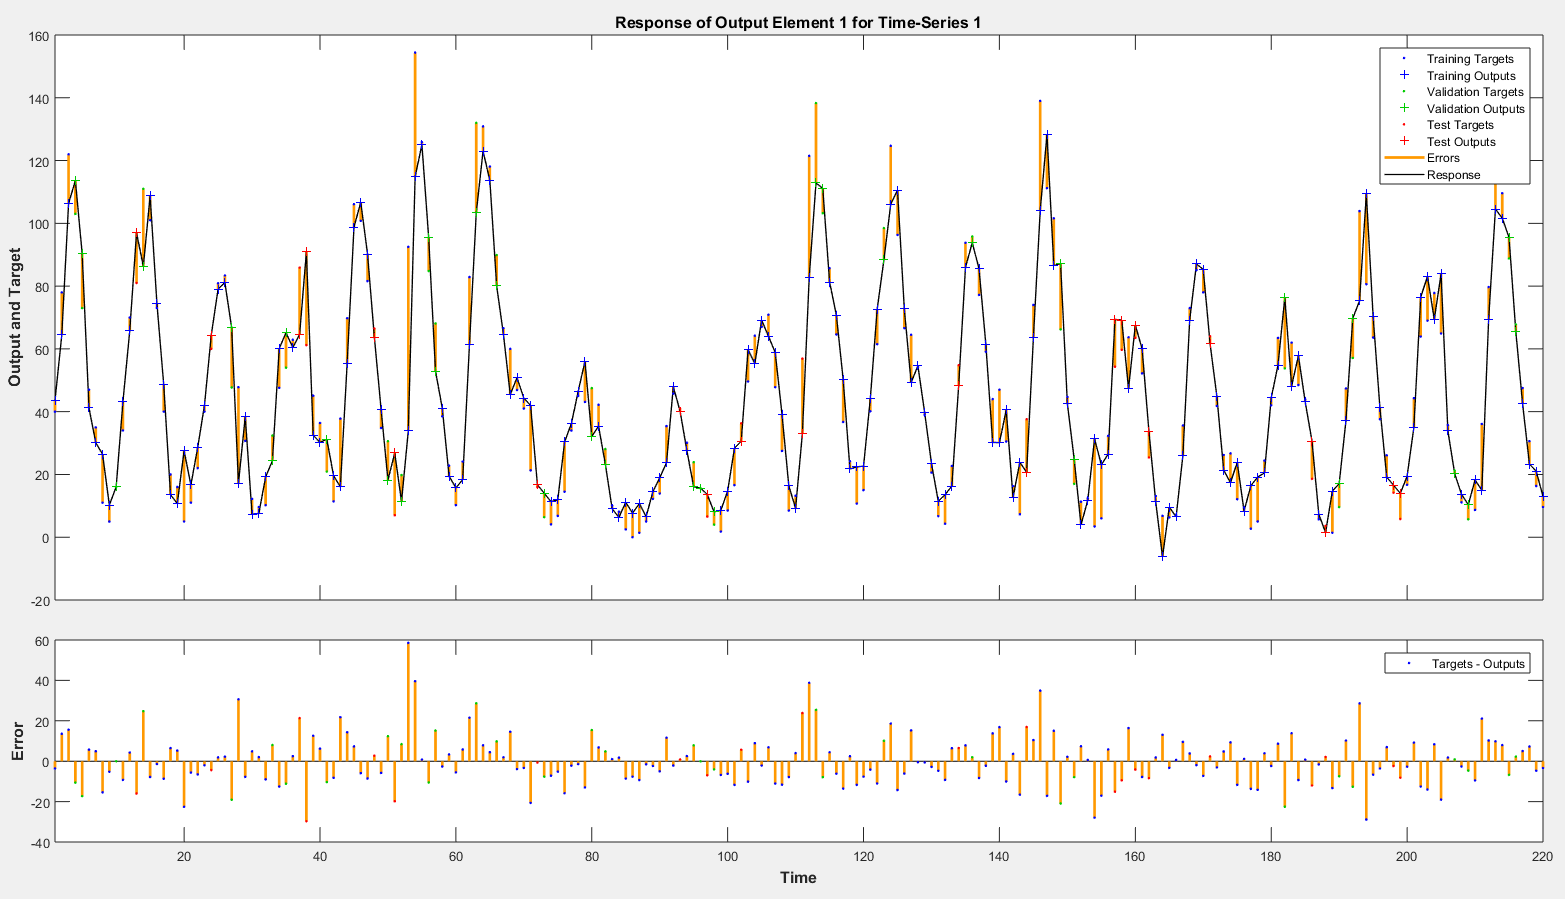 Response of Output Element 1 for Time-Series 1
160
140
120
100
80
60
40
20
0
-20
Output and Target
Training Targets
Training Outputs
Validation Targets
Validation Outputs
Test Targets
Test Outputs
Errors
Response
60
40
20
0
-20
-40
Error
Targets - Outputs
20 40 60 80 100 120 140 160 180 200 220
Time